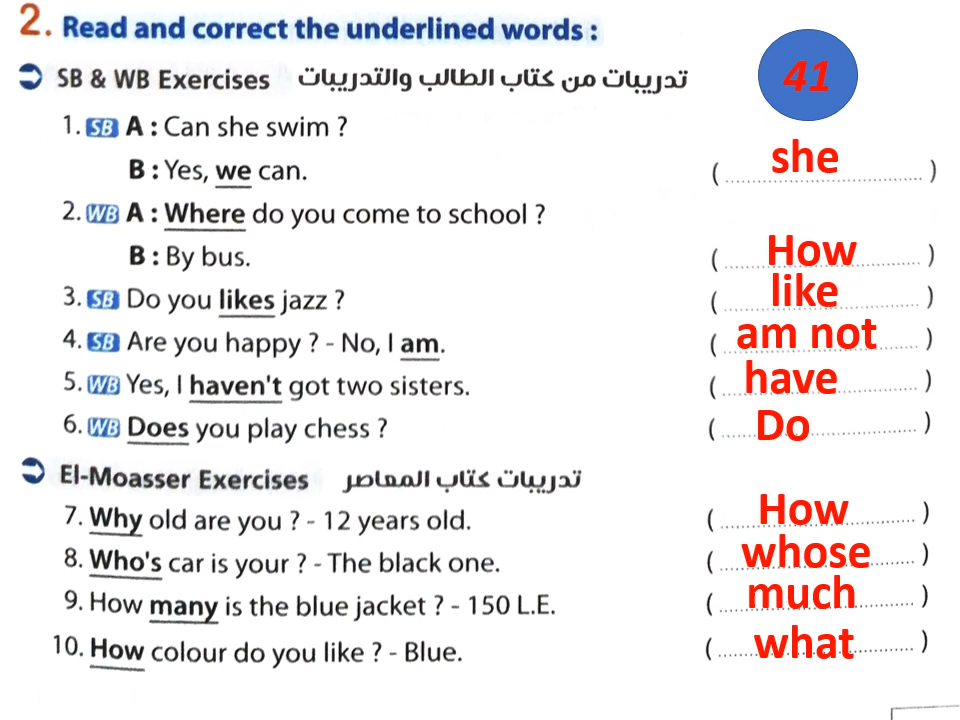 2. Read and correct the underlined words :
SB & WB Exercises تدريبات من كتاب الطالب والتدريبات
41
1. SB A : Can she swim ?
B : Yes, we can. ( she )
2. WB A : Where do you come to school ?
B : By bus. ( How )
3. SB Do you likes jazz ? ( like )
4. SB Are you happy ? - No, I am. ( am not )
5. WB Yes, I haven't got two sisters. ( have )
6. WB Does you play chess ? ( Do )
El-Moasser Exercises تدريبات كتاب المعاصر
7. Why old are you ? - 12 years old. ( How )
8. Who's car is your ? - The black one. ( whose )
9. How many is the blue jacket ? - 150 L.E. ( much )
10. How colour do you like ? - Blue. ( what )